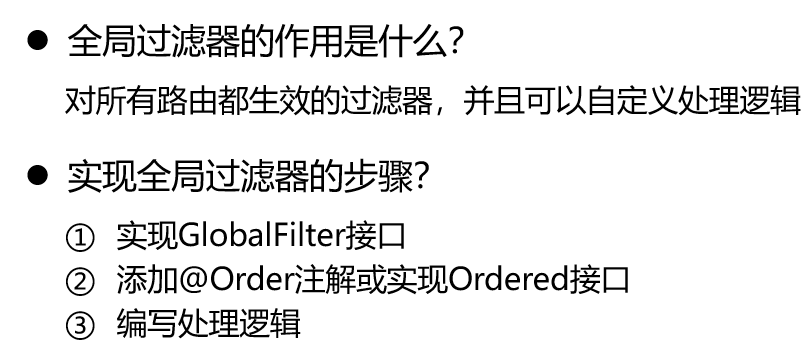 ● 全局过滤器的作用是什么？
对所有路由都生效的过滤器，并且可以自定义处理逻辑
● 实现全局过滤器的步骤？
① 实现GlobalFilter接口
② 添加@Order注解或实现Ordered接口
③ 编写处理逻辑